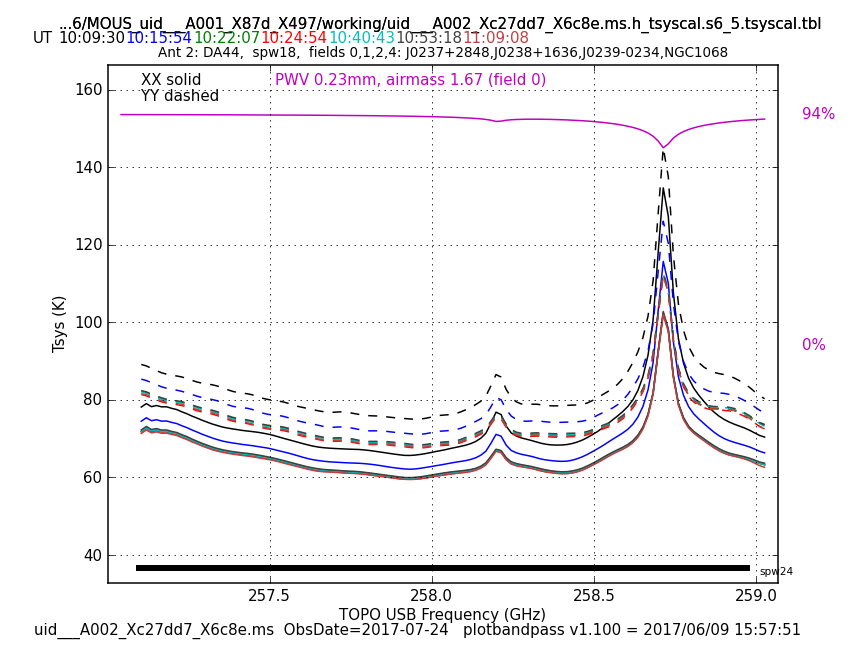 ...6/MOUS_uid___A001_X87d_X497/working/uid___A002_Xc27dd7_X6c8e.ms.h_tsyscal.s6_5.tsyscal.tbl
UT 10:09:30 10:15:54 10:22:07 10:24:54 10:40:43 10:53:18 11:09:08
Ant 2: DA44, spw18, fields 0,1,2,4: J0237+2848,J0238+1636,J0239-0234,NGC1068
XX solid PWV 0.23mm, airmass 1.67 (field 0)
YY dashed
160
94%
140
120
100
0%
80
60
40
Tsys (K)
spw24
257.5 258.0 258.5 259.0
TOPO USB Frequency (GHz)
uid___A002_Xc27dd7_X6c8e.ms ObsDate=2017-07-24 plotbandpass v1.100 = 2017/06/09 15:57:51